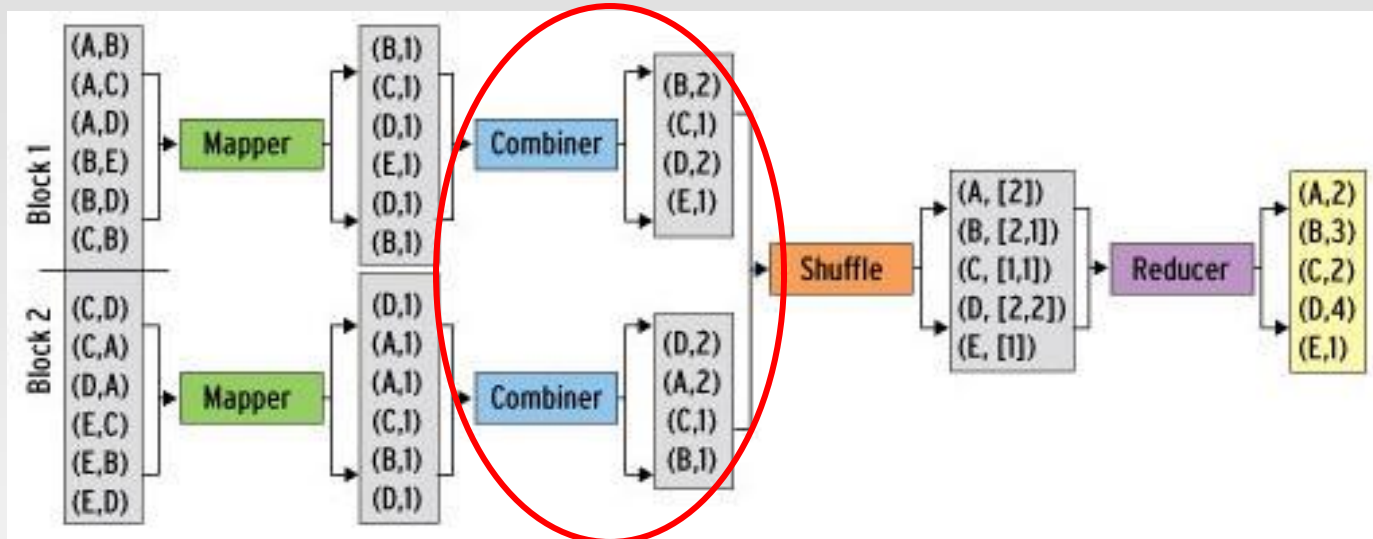 Block 1
(A,B)
(A,C)
(A,D)
(B,E)
(B,D)
(C,B)
Mapper
(B,1)
(C,1)
(D,1)
(E,1)
(D,1)
(B,1)
Combiner
(B,2)
(C,1)
(D,2)
(E,1)
Block 2
(C,D)
(C,A)
(D,A)
(E,C)
(E,B)
(E,D)
Mapper
(D,1)
(A,1)
(A,1)
(C,1)
(B,1)
(D,1)
Combiner
(D,2)
(A,2)
(C,1)
(B,1)
Shuffle
(A, [2])
(B, [2,1])
(C, [1,1])
(D, [2,2])
(E, [1])
Reducer
(A,2)
(B,3)
(C,2)
(D,4)
(E,1)